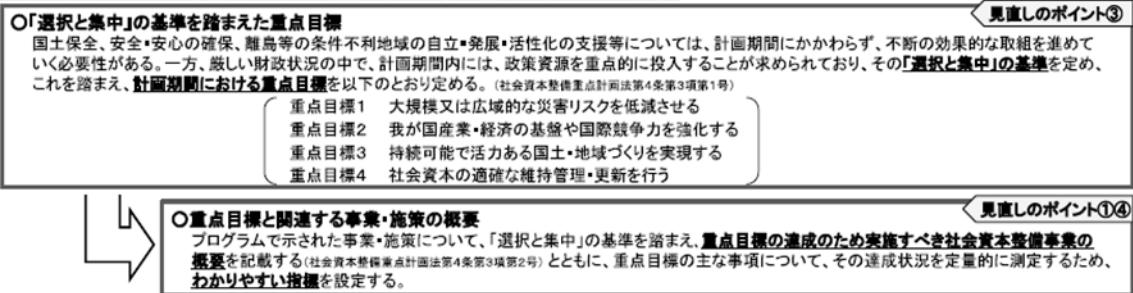 見直しのポイント③
○「選択と集中」の基準を踏まえた重点目標
国土保全、安全・安心の確保、離島等の条件不利地域の自立・発展・活性化の支援等については、計画期間にかかわらず、不断の効果的な取組を進めて
いく必要性がある。一方、厳しい財政状況の中で、計画期間内には、政策資源を重点的に投入することが求められており、その「選択と集中」の基準を定め、
これを踏まえ、計画期間における重点目標を以下のとおり定める。（社会資本整備重点計画法第4条第3項第1号）
重点目標1　大規模又は広域的な災害リスクを低減させる
重点目標2　我が国産業・経済の基盤や国際競争力を強化する
重点目標3　持続可能で活力ある国土・地域づくりを実現する
重点目標4　社会資本の適確な維持管理・更新を行う
見直しのポイント①④
○重点目標と関連する事業・施策の概要
プログラムで示された事業・施策について、「選択と集中」の基準を踏まえ、重点目標の達成のため実施すべき社会資本整備事業の
概要を記載する（社会資本整備重点計画法第4条第3項第2号）とともに、重点目標の主な事項について、その達成状況を定量的に測定するため、
わかりやすい指標を設定する。